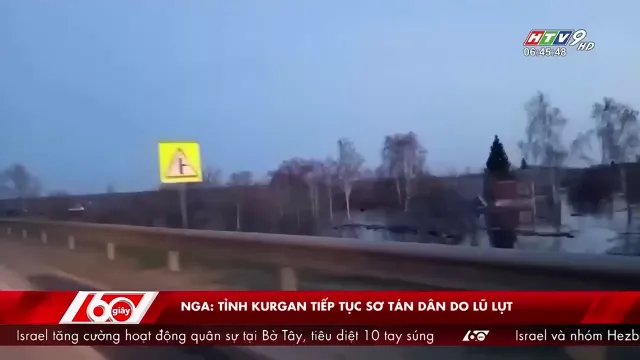 HTV9 HD
06:45:48
60 giây
NGA: TỈNH KURGAN TIẾP TỤC SƠ TÁN DÂN DO LŨ LỤT
Israel tăng cường hoạt động quân sự tại Bờ Tây, tiêu diệt 10 tay súng 60 Israel và nhóm Hezb